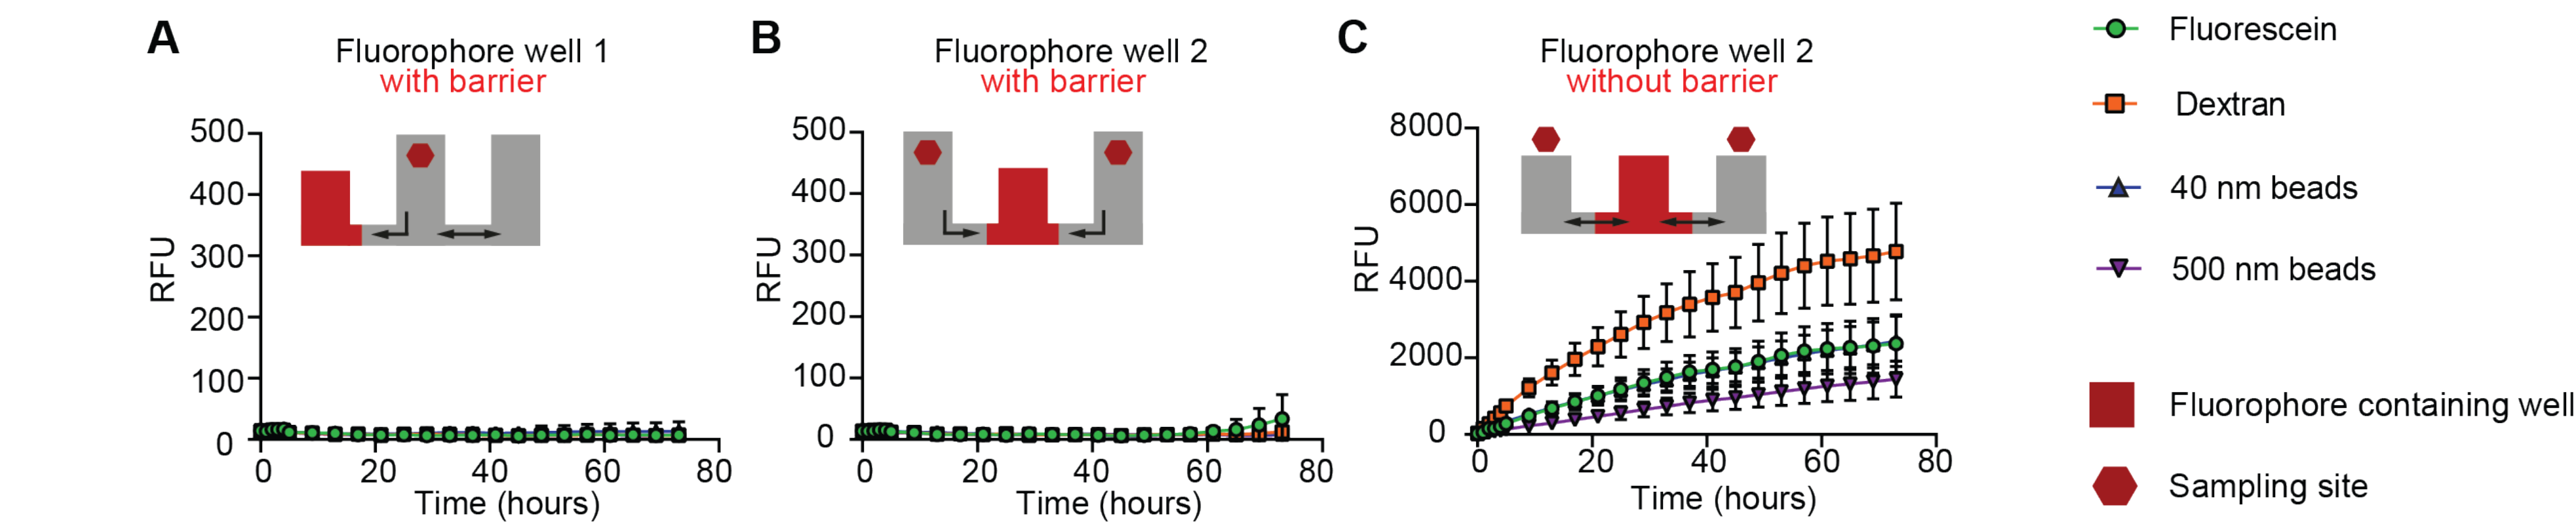 A
Fluorophore well 1
with barrier
500
400
300
200
100
0
RFU
0 20 40 60 80
Time (hours)
B
Fluorophore well 2
with barrier
500
400
300
200
100
0
RFU
0 20 40 60 80
Time (hours)
C
Fluorophore well 2
without barrier
8000
6000
4000
2000
0
RFU
0 20 40 60 80
Time (hours)
Fluorescein
Dextran
40 nm beads
500 nm beads
Fluorophore containing well
Sampling site